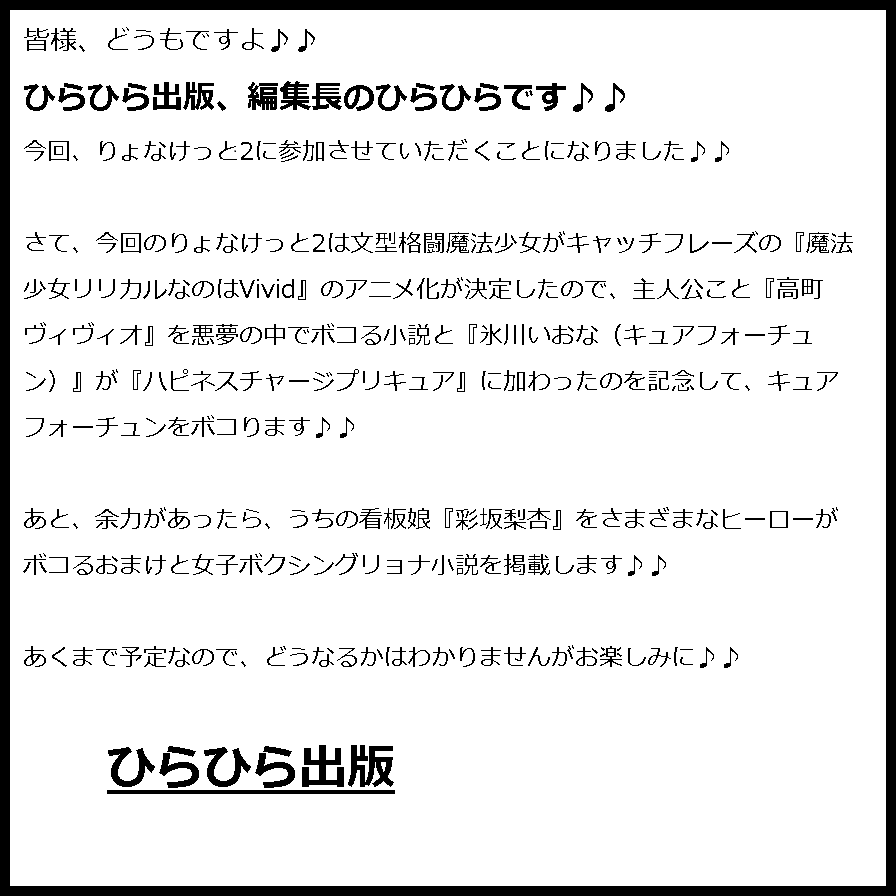 皆様、どうもですよ♪♪
ひらひら出版、編集長のひらひらです♪♪
今回、りょなけっと2に参加させていただくことになりました♪♪
さて、今回のりょなけっと2は文型格闘魔法少女がキャッチフレーズの『魔法
少女リリカルなのはVivid』のアニメ化が決定したので、主人公こと『高町
ヴィヴィオ』を悪夢の中でボコる小説と『氷川いおな（キュアフォーチュ
ン）』が『ハピネスチャージプリキュア』に加わったのを記念して、キュア
フォーチュンをボコります♪♪
あと、余力があったら、うちの看板娘『彩坂梨杏』をさまざまなヒーローが
ボコるおまけと女子ボクシングリョナ小説を掲載します♪♪
あくまで予定なので、どうなるかはわかりませんがお楽しみに♪♪
ひらひら出版